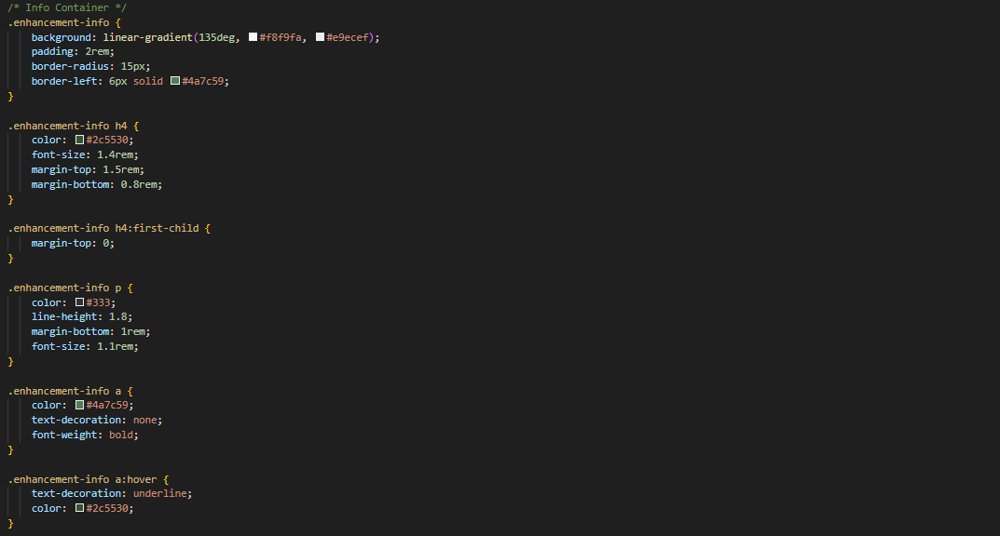 /* Info Container */
.enhancement-info {
    background: linear-gradient(135deg, #f8f9fa, #e9ecef);
    padding: 2rem;
    border-radius: 15px;
    border-left: 6px solid #4a7c59;
}

.enhancement-info h4 {
    color: #2c5530;
    font-size: 1.4rem;
    margin-top: 1.5rem;
    margin-bottom: 0.8rem;
}

.enhancement-info h4:first-child {
    margin-top: 0;
}

.enhancement-info p {
    color: #333;
    line-height: 1.8;
    margin-bottom: 1rem;
    font-size: 1.1rem;
}

.enhancement-info a {
    color: #4a7c59;
    text-decoration: none;
    font-weight: bold;
}

.enhancement-info a:hover {
    text-decoration: underline;
    color: #2c5530;
}